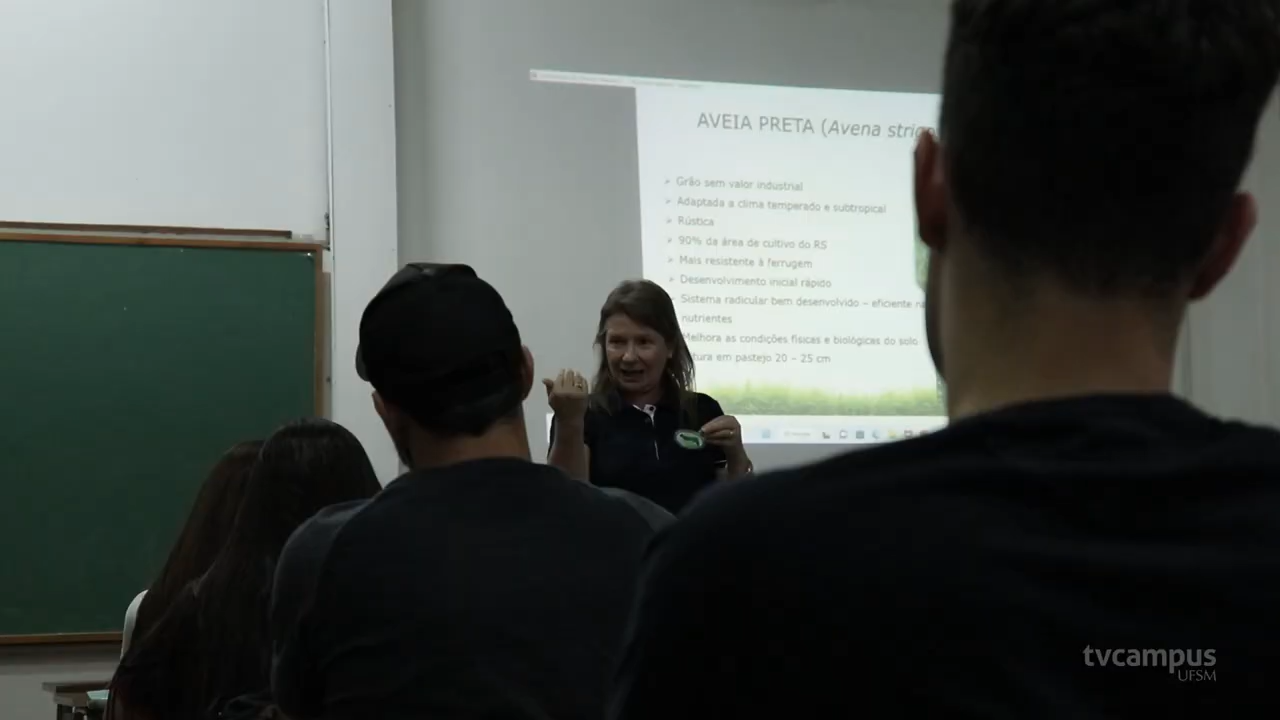 AVEIA PRETA (Avena strigo
➢ Grão sem valor industrial
➢ Adaptada a clima temperado e subtropical
➢ Rústica
➢ 90% da área de cultivo do RS
➢ Mais resistente à ferrugem
➢ Desenvolvimento inicial rápido
Sistema radicular bem desenvolvido – eficiente na
nutrientes
Melhora as condições físicas e biológicas do solo
tura em pastejo 20 – 25 cm
tvcampus
UFSM